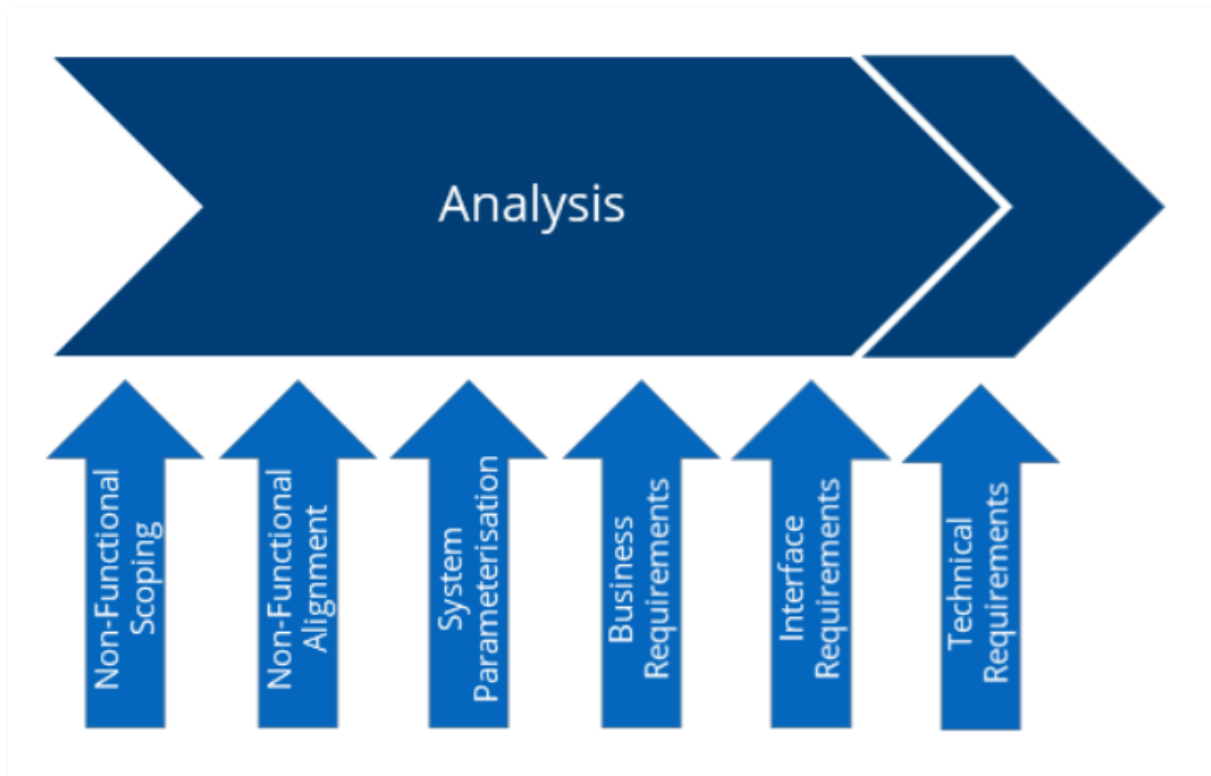 Analysis
Non-Functional
Scoping
Non-Functional
Alignment
System
Parameterisation
Business
Requirements
Interface
Requirements
Technical
Requirements